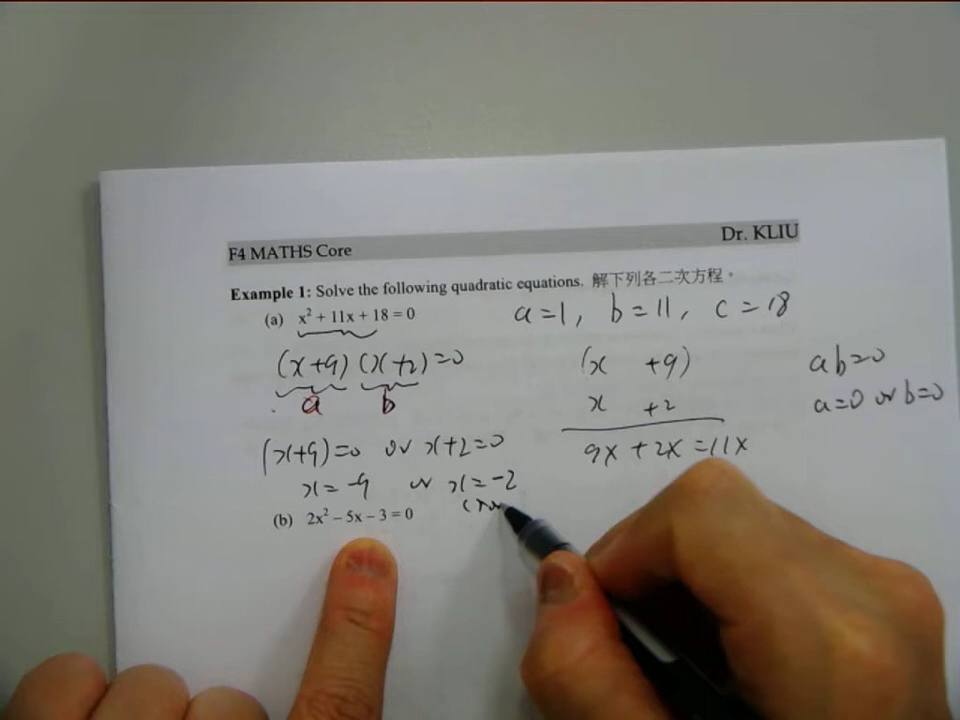 F4 MATHS Core Dr. KLIU
Example 1: Solve the following quadratic equations. 解下列各二次方程。
(a) x² + 11x + 18 = 0
a=1, b=11, c=18
(x+9)(x+2)=0
a b
(x +9)
x +2
9x + 2x = 11x
ab=0
a=0 or b=0
(x+9)=0 or x+2=0
x = -9 or x = -2
(b) 2x² – 5x – 3 = 0